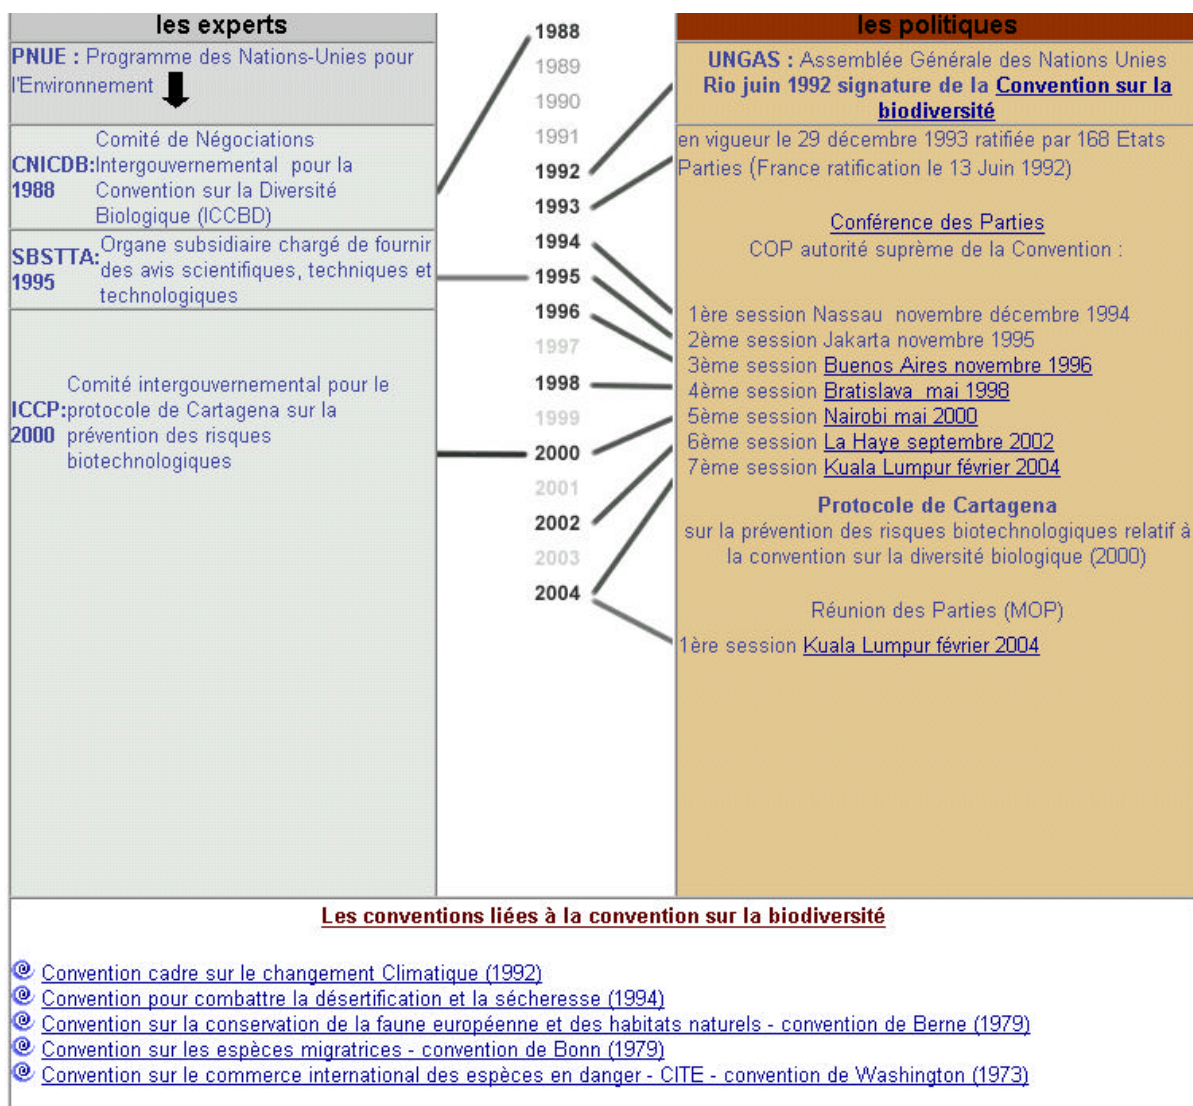 les experts
PNUE : Programme des Nations-Unies pour
l'Environnement
Comité de Négociations
CNICDB: Intergouvernemental pour la
1988 Convention sur la Diversité
Biologique (ICCBD)
SBSTTA: Organe subsidiaire chargé de fournir
1995 des avis scientifiques, techniques et
technologiques
Comité intergouvernemental pour le
ICCP: protocole de Cartagena sur la
2000 prévention des risques
biotechnologiques
1988
1989
1990
1991
1992
1993
1994
1995
1996
1997
1998
1999
2000
2001
2002
2003
2004
les politiques
UNGAS : Assemblée Générale des Nations Unies
Rio juin 1992 signature de la Convention sur la
biodiversité
en vigueur le 29 décembre 1993 ratifiée par 168 Etats
Parties (France ratification le 13 Juin 1992)
Conférence des Parties
COP autorité suprème de la Convention :
1ère session Nassau novembre décembre 1994
2ème session Jakarta novembre 1995
3ème session Buenos Aires novembre 1996
4ème session Bratislava mai 1998
5ème session Nairobi mai 2000
6ème session La Haye septembre 2002
7ème session Kuala Lumpur février 2004
Protocole de Cartagena
sur la prévention des risques biotechnologiques relatif à
la convention sur la diversité biologique (2000)
Réunion des Parties (MOP)
1ère session Kuala Lumpur février 2004
Les conventions liées à la convention sur la biodiversité
Convention cadre sur le changement Climatique (1992)
Convention pour combattre la désertification et la sécheresse (1994)
Convention sur la conservation de la faune européenne et des habitats naturels - convention de Berne (1979)
Convention sur les espèces migratrices - convention de Bonn (1979)
Convention sur le commerce international des espèces en danger - CITE - convention de Washington (1973)